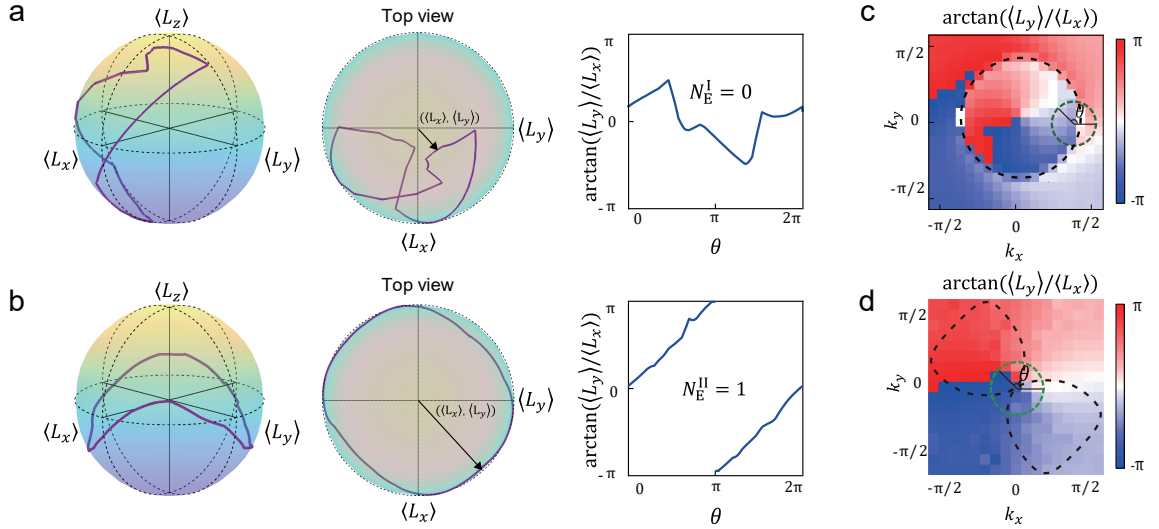 a
⟨L_z⟩
⟨L_x⟩
⟨L_y⟩
Top view
(⟨L_x⟩, ⟨L_y⟩)
⟨L_y⟩
⟨L_x⟩
arctan(⟨L_y⟩/⟨L_x⟩)
π
0
-π
N_E^I = 0
0
π
2π
θ
c
arctan(⟨L_y⟩/⟨L_x⟩)
π/2
0
-π/2
k_y
θ
-π/2
0
π/2
k_x
π
-π
b
⟨L_z⟩
⟨L_x⟩
⟨L_y⟩
Top view
(⟨L_x⟩, ⟨L_y⟩)
⟨L_y⟩
⟨L_x⟩
arctan(⟨L_y⟩/⟨L_x⟩)
π
0
-π
N_E^II = 1
0
π
2π
θ
d
arctan(⟨L_y⟩/⟨L_x⟩)
π/2
0
-π/2
k_y
θ
-π/2
0
π/2
k_x
π
-π